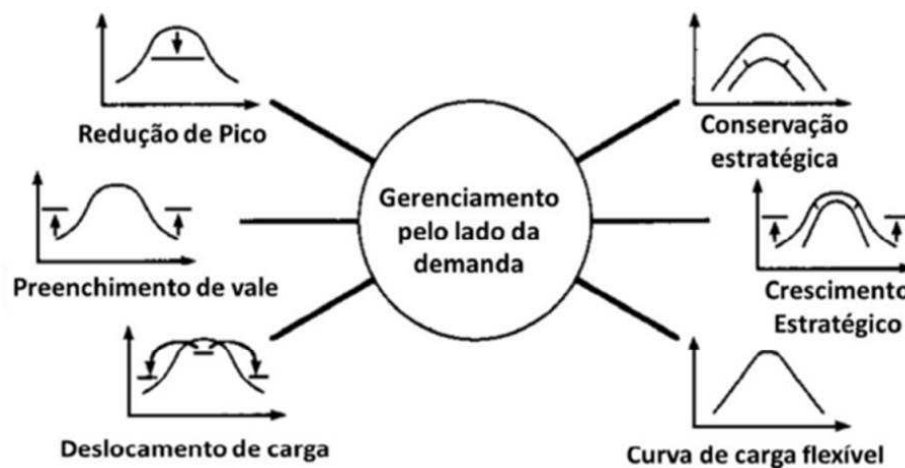 Redução de Pico
Preenchimento de vale
Deslocamento de carga
Gerenciamento
pelo lado da
demanda
Conservação
estratégica
Crescimento
Estratégico
Curva de carga flexível